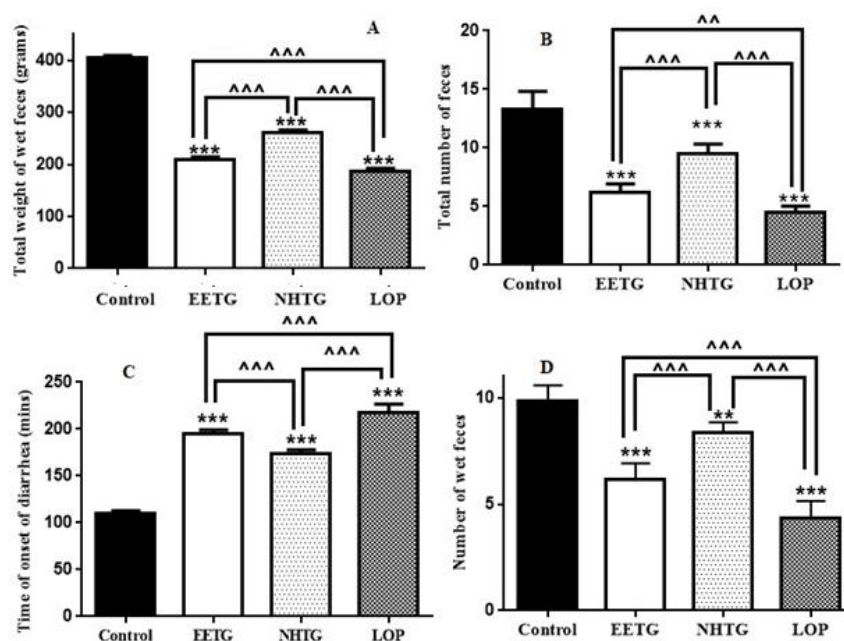 A
Total weight of wet feces (grams)
400
300
200
100
0
^^^
^^^
^^^
***
***
***
Control
EETG
NHTG
LOP
B
Total number of feces
20
15
10
5
0
^^
^^^
^^^
***
***
***
Control
EETG
NHTG
LOP
C
Time of onset of diarrhea (mins)
250
200
150
100
50
0
^^^
^^^
^^^
***
***
***
Control
EETG
NHTG
LOP
D
Number of wet feces
10
5
0
^^^
^^^
^^^
***
**
***
Control
EETG
NHTG
LOP